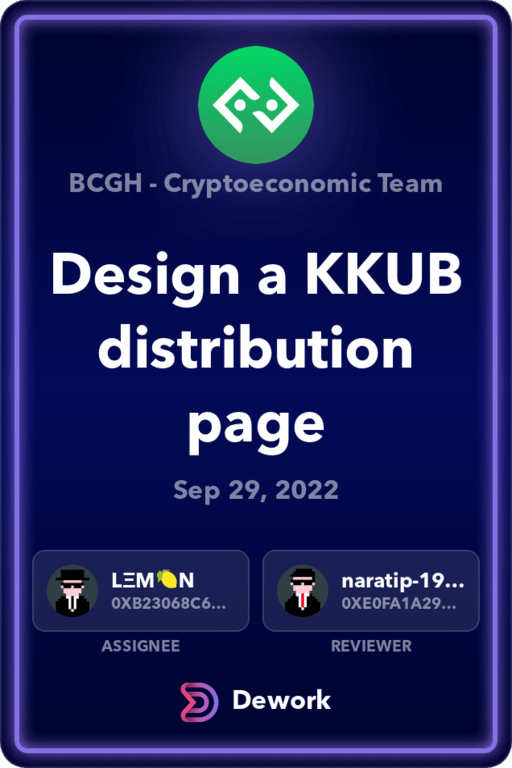 BCGH - Cryptoeconomic Team
Design a KKUB
distribution
page
Sep 29, 2022
LΞM🍋N
0XB23068C6...
naratip-19...
0XE0FA1A29...
ASSIGNEE
REVIEWER
Dework